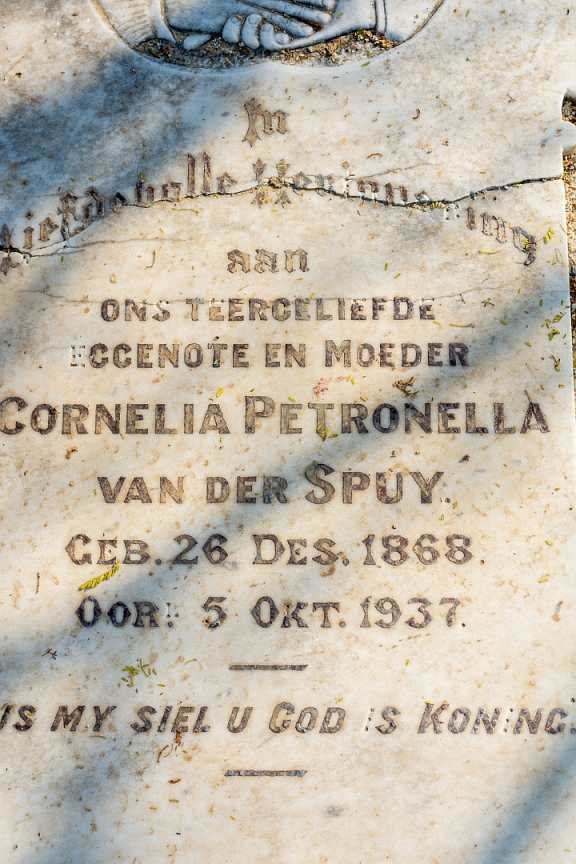 In
Liefdevolle Herinnering
aan
ONS TEERGELIEFDE
EGGENOTE EN MOEDER
CORNELIA PETRONELLA
VAN DER SPUY.
GEB. 26 DES. 1868.
OORL. 5 OKT. 1937.
MY SIEL U GOD IS KONING.